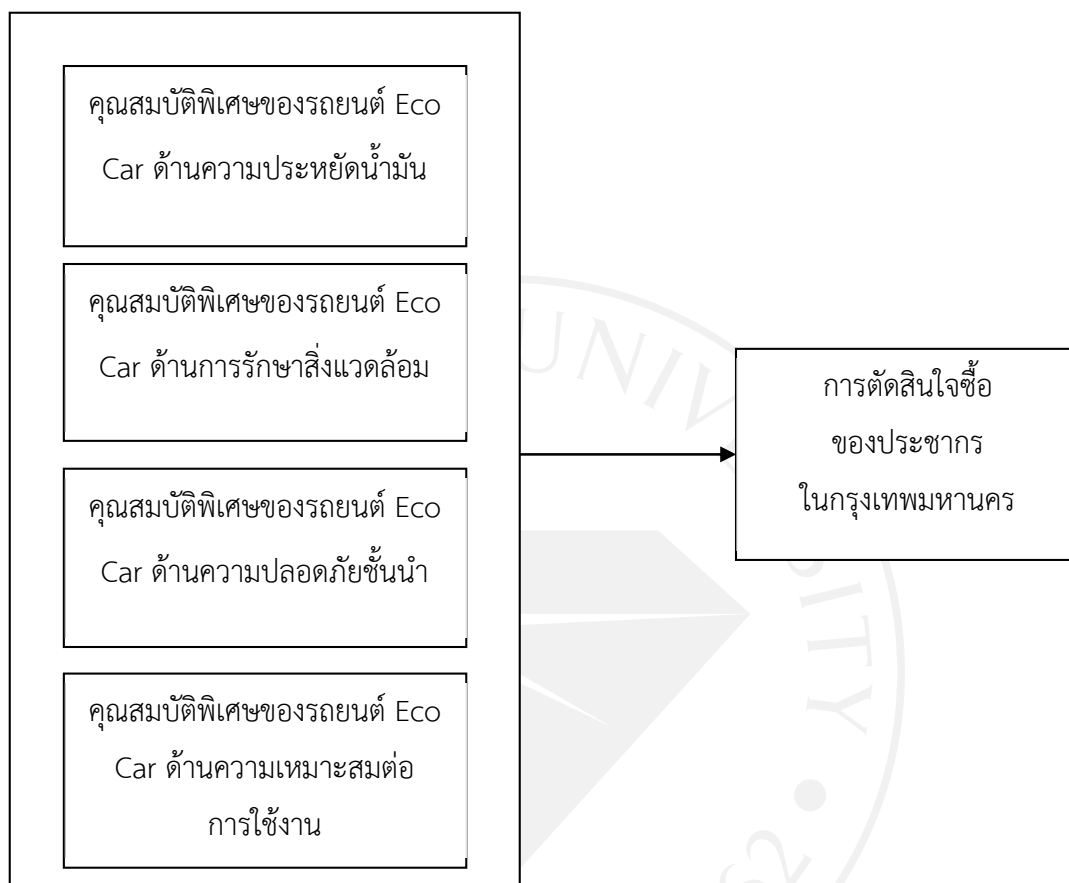 คุณสมบัติพิเศษของรถยนต์ Eco
Car ด้านความประหยัดน้ำมัน
คุณสมบัติพิเศษของรถยนต์ Eco
Car ด้านการรักษาสิ่งแวดล้อม
คุณสมบัติพิเศษของรถยนต์ Eco
Car ด้านความปลอดภัยชั้นนำ
คุณสมบัติพิเศษของรถยนต์ Eco
Car ด้านความเหมาะสมต่อ
การใช้งาน
การตัดสินใจซื้อ
ของประชากร
ในกรุงเทพมหานคร
UNIVERSITY